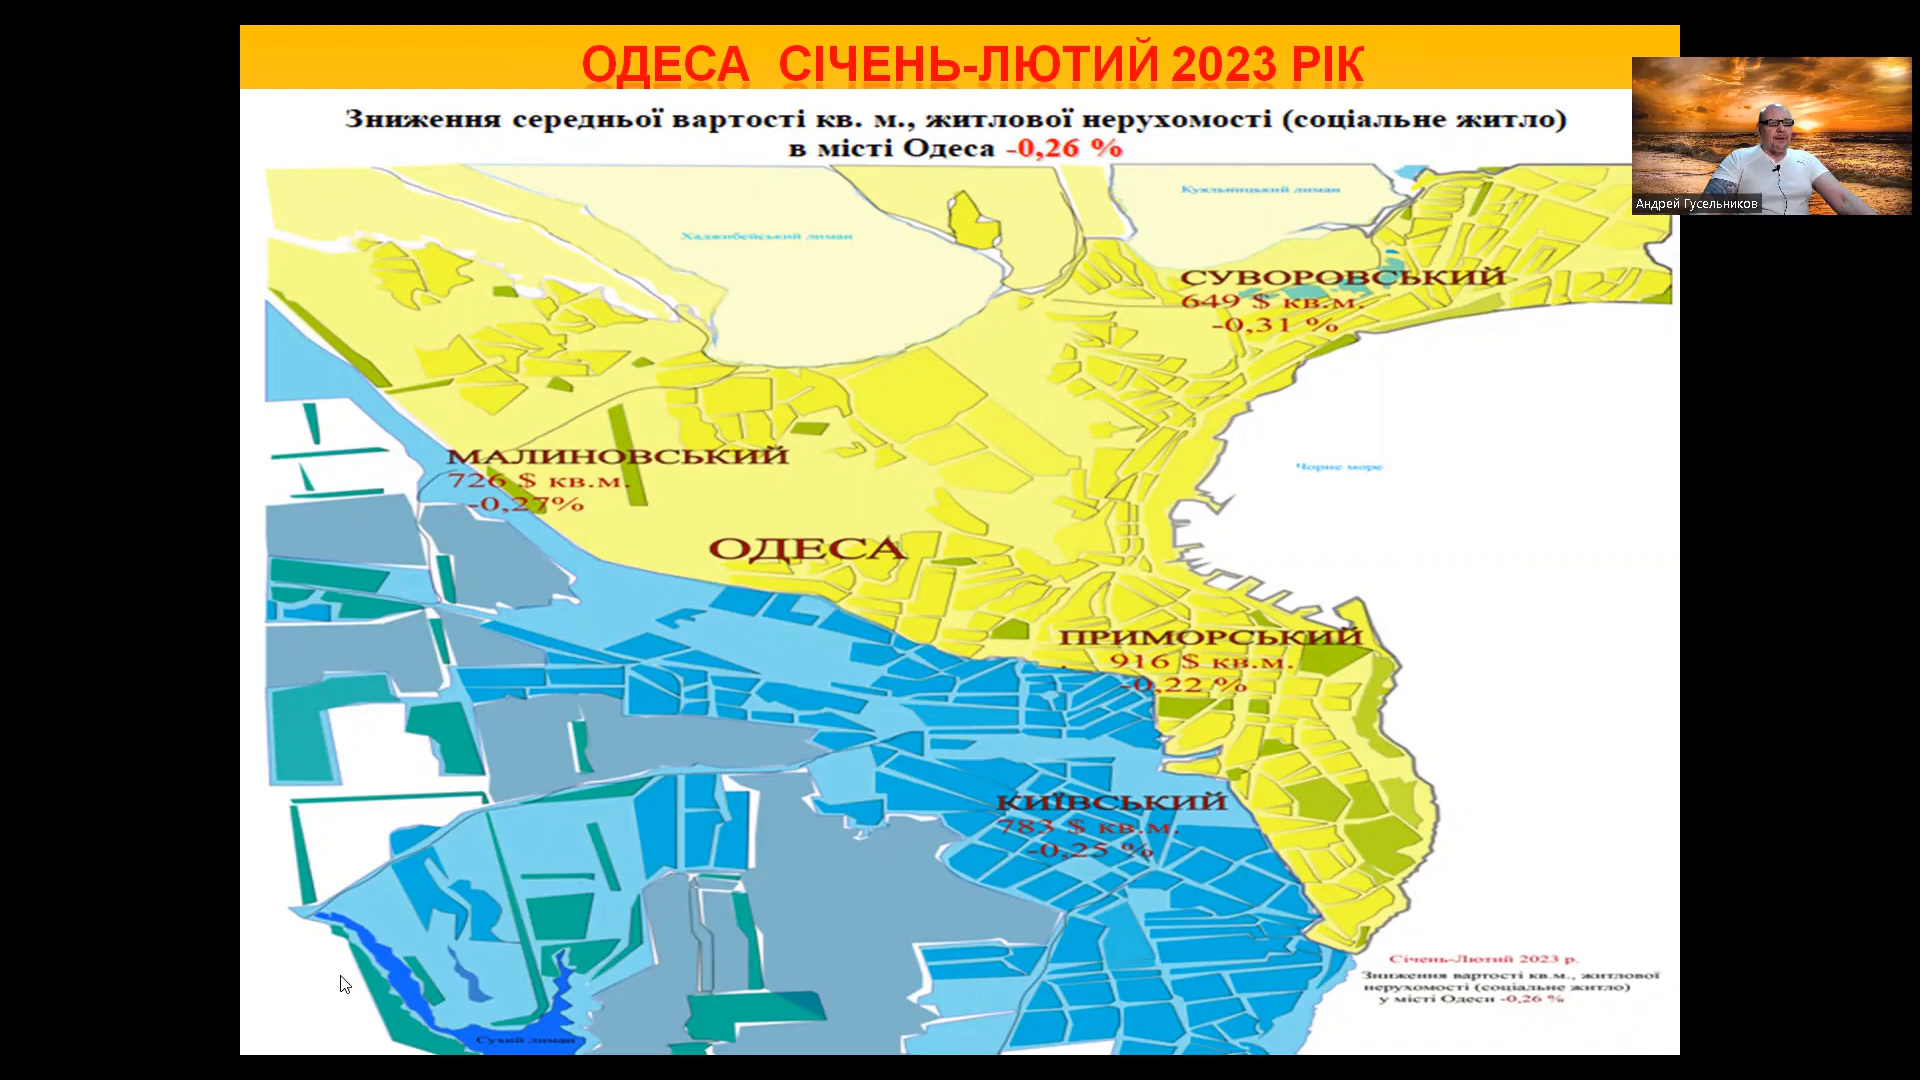 ОДЕСА СІЧЕНЬ-ЛЮТИЙ 2023 РІК
Зниження середньої вартості кв. м., житлової нерухомості (соціальне житло)
в місті Одеса -0,26 %
Андрей Гусельников
Куяльницький лиман
Хаджибейський лиман
СУВОРОВСЬКИЙ
649 $ кв.м.
-0,31 %
МАЛИНОВСЬКИЙ
726 $ кв.м.
-0,27%
Чорне море
ОДЕСА
ПРИМОРСЬКИЙ
916 $ кв.м.
-0,22 %
КИЇВСЬКИЙ
783 $ кв.м.
-0,25 %
Січень-Лютий 2023 р.
Зниження вартості кв.м., житлової
нерухомості (соціальне житло)
у місті Одеси -0,26 %
Сухий лиман